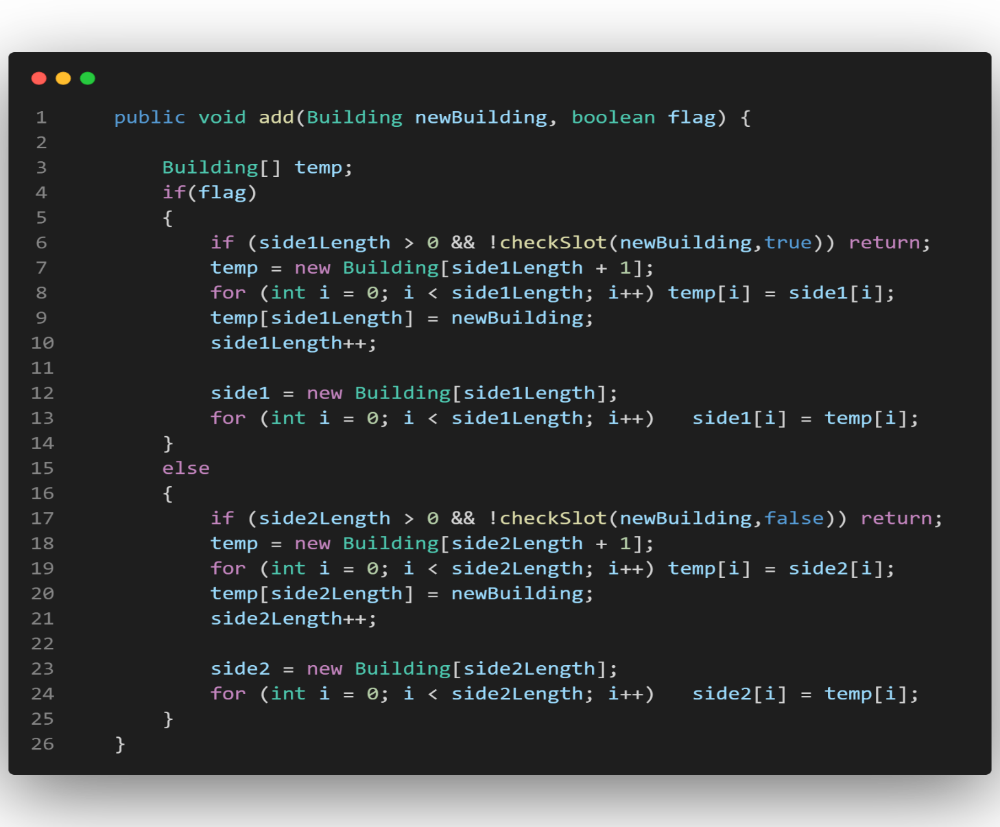 1 public void add(Building newBuilding, boolean flag) {
2
3 Building[] temp;
4 if(flag)
5 {
6 if (side1Length > 0 && !checkSlot(newBuilding,true)) return;
7 temp = new Building[side1Length + 1];
8 for (int i = 0; i < side1Length; i++) temp[i] = side1[i];
9 temp[side1Length] = newBuilding;
10 side1Length++;
11
12 side1 = new Building[side1Length];
13 for (int i = 0; i < side1Length; i++)   side1[i] = temp[i];
14 }
15 else
16 {
17 if (side2Length > 0 && !checkSlot(newBuilding,false)) return;
18 temp = new Building[side2Length + 1];
19 for (int i = 0; i < side2Length; i++) temp[i] = side2[i];
20 temp[side2Length] = newBuilding;
21 side2Length++;
22
23 side2 = new Building[side2Length];
24 for (int i = 0; i < side2Length; i++)   side2[i] = temp[i];
25 }
26 }